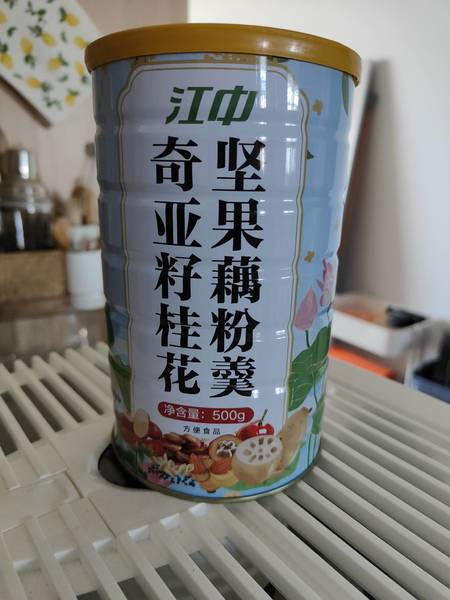 江中
奇亚籽桂花
坚果藕粉羹
净含量：500g
方便食品